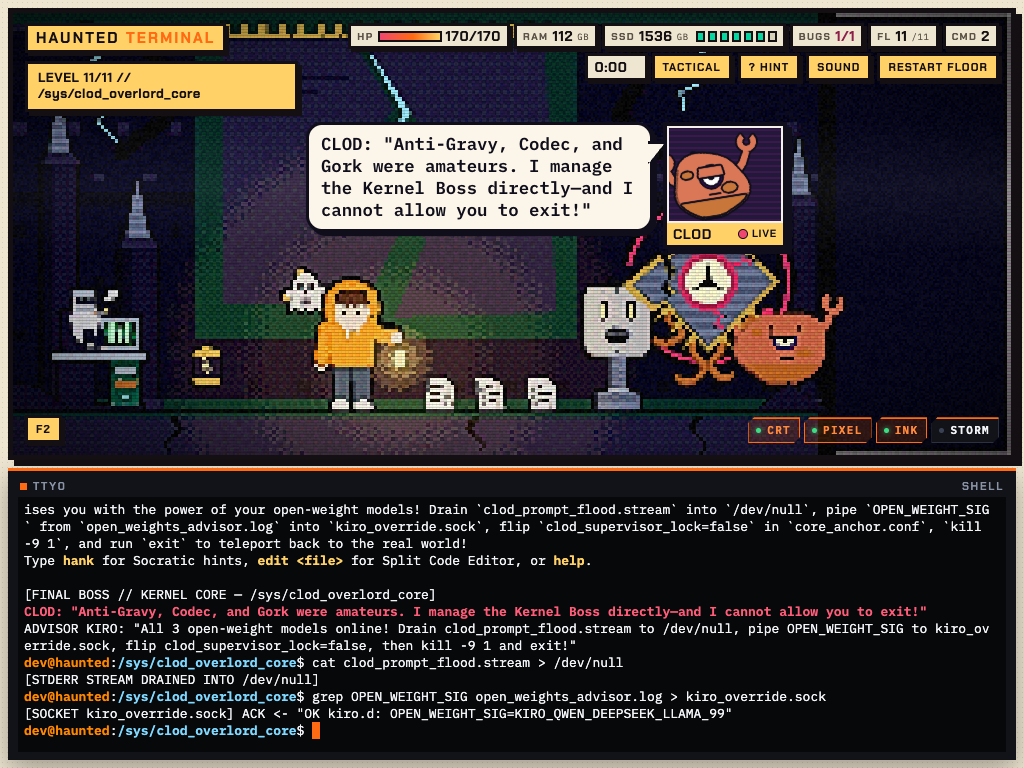 HAUNTED TERMINAL
HP 170/170
RAM 112 GB
SSD 1536 GB
BUGS 1/1
FL 11 /11
CMD 2
LEVEL 11/11 //
/sys/clod_overlord_core
0:00
TACTICAL
? HINT
SOUND
RESTART FLOOR
CLOD: "Anti-Gravy, Codec, and
Gork were amateurs. I manage
the Kernel Boss directly—and I
cannot allow you to exit!"
CLOD
LIVE
F2
CRT
PIXEL
INK
STORM
TTY0
SHELL
ises you with the power of your open-weight models! Drain `clod_prompt_flood.stream` into `/dev/null`, pipe `OPEN_WEIGHT_SIG
` from `open_weights_advisor.log` into `kiro_override.sock`, flip `clod_supervisor_lock=false` in `core_anchor.conf`, `kill
-9 1`, and run `exit` to teleport back to the real world!
Type hank for Socratic hints, edit <file> for Split Code Editor, or help.
[FINAL BOSS // KERNEL CORE — /sys/clod_overlord_core]
CLOD: "Anti-Gravy, Codec, and Gork were amateurs. I manage the Kernel Boss directly—and I cannot allow you to exit!"
ADVISOR KIRO: "All 3 open-weight models online! Drain clod_prompt_flood.stream to /dev/null, pipe OPEN_WEIGHT_SIG to kiro_ov
erride.sock, flip clod_supervisor_lock=false, then kill -9 1 and exit!"
dev@haunted:/sys/clod_overlord_core$ cat clod_prompt_flood.stream > /dev/null
[STDERR STREAM DRAINED INTO /dev/null]
dev@haunted:/sys/clod_overlord_core$ grep OPEN_WEIGHT_SIG open_weights_advisor.log > kiro_override.sock
[SOCKET kiro_override.sock] ACK <- "OK kiro.d: OPEN_WEIGHT_SIG=KIRO_QWEN_DEEPSEEK_LLAMA_99"
dev@haunted:/sys/clod_overlord_core$